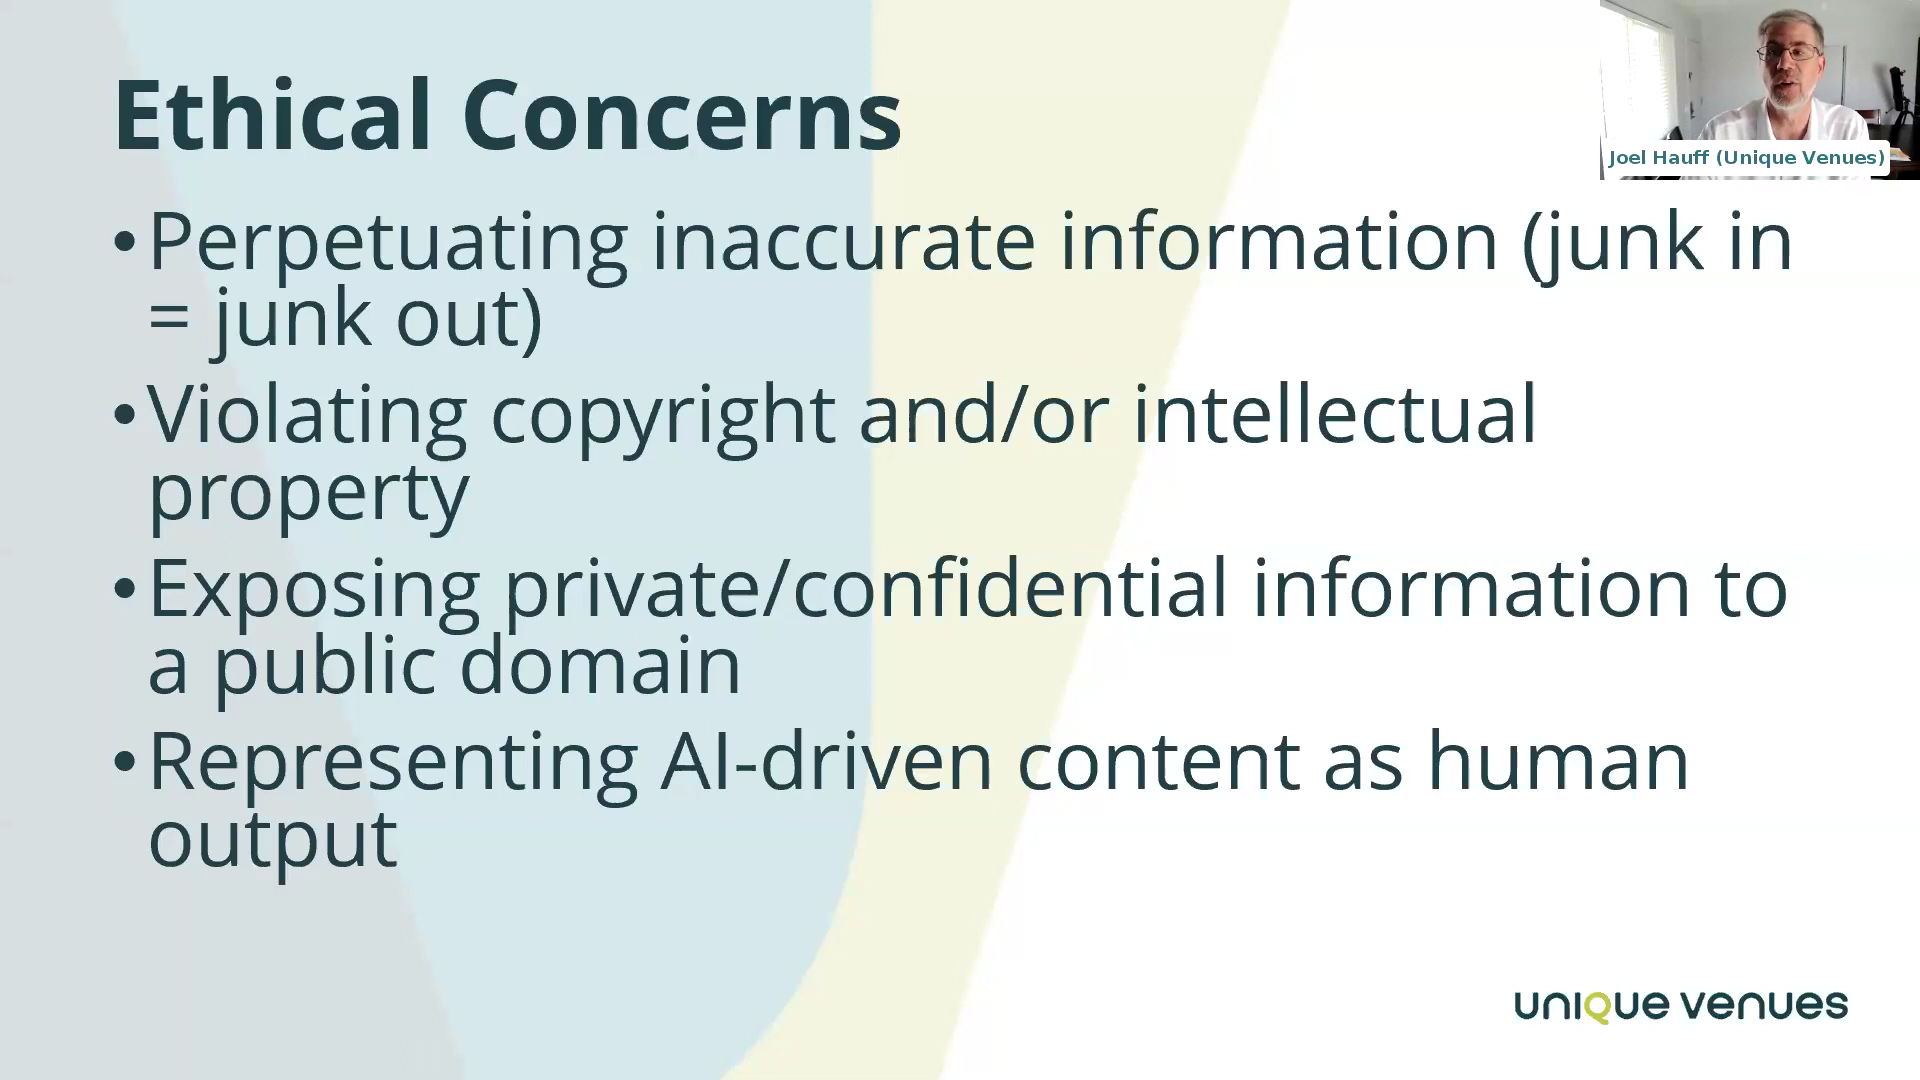 Ethical Concerns
Joel Hauff (Unique Venues)
•Perpetuating inaccurate information (junk in
= junk out)
•Violating copyright and/or intellectual
property
•Exposing private/confidential information to
a public domain
•Representing AI-driven content as human
output
unique venues